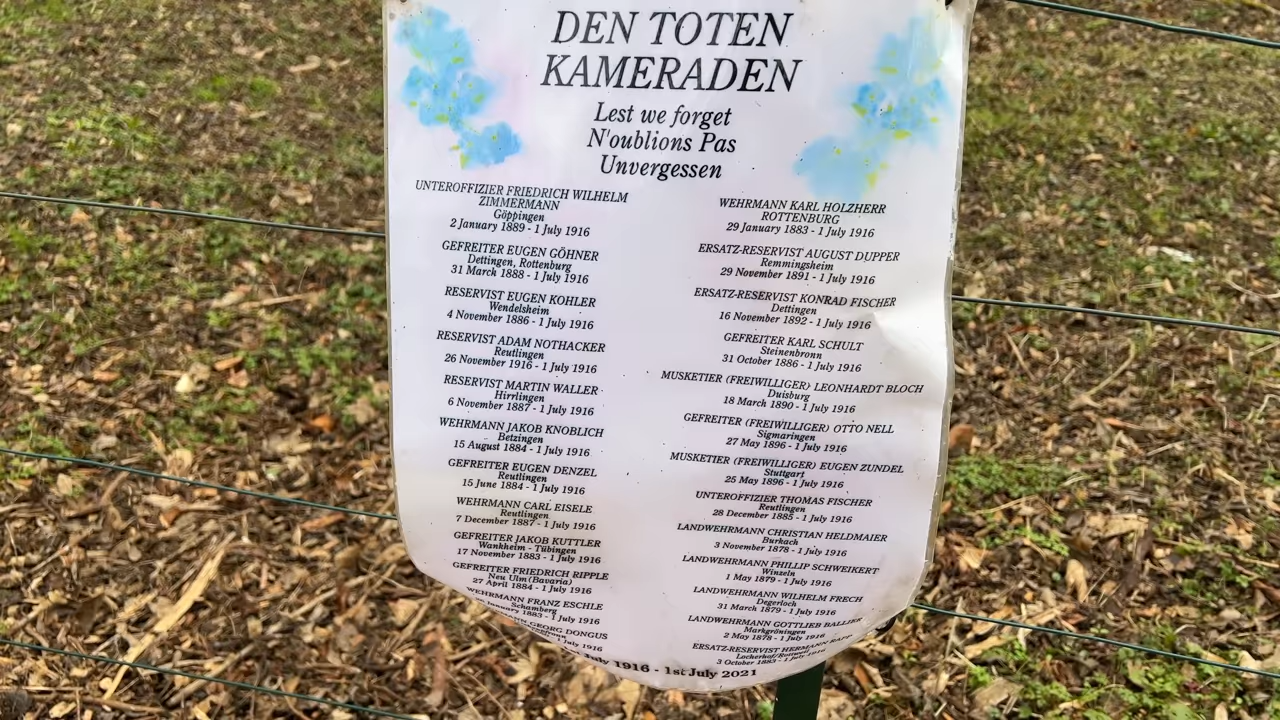 DEN TOTEN
KAMERADEN
Lest we forget
N'oublions Pas
Unvergessen
UNTEROFFIZIER FRIEDRICH WILHELM
ZIMMERMANN
Göppingen
2 January 1889 - 1 July 1916
GEFREITER EUGEN GÖHNER
Dettingen, Rottenburg
31 March 1888 - 1 July 1916
RESERVIST EUGEN KOHLER
Wendelsheim
4 November 1886 - 1 July 1916
RESERVIST ADAM NOTHACKER
Reutlingen
26 November 1916 - 1 July 1916
RESERVIST MARTIN WALLER
Hirrlingen
6 November 1887 - 1 July 1916
WEHRMANN JAKOB KNOBLICH
Betzingen
15 August 1884 - 1 July 1916
GEFREITER EUGEN DENZEL
Reutlingen
15 June 1884 - 1 July 1916
WEHRMANN CARL EISELE
Reutlingen
7 December 1887 - 1 July 1916
GEFREITER JAKOB KUTTLER
Wankheim - Tübingen
17 November 1883 - 1 July 1916
GEFREITER FRIEDRICH RIPPLE
Neu Ulm (Bavaria)
27 April 1884 - 1 July 1916
WEHRMANN FRANZ ESCHLE
Schamberg
January 1883 - 1 July 1916
GEORG DONGUS
1 July 1916
WEHRMANN KARL HOLZHERR
ROTTENBURG
29 January 1883 - 1 July 1916
ERSATZ-RESERVIST AUGUST DUPPER
Remmingsheim
29 November 1891 - 1 July 1916
ERSATZ-RESERVIST KONRAD FISCHER
Dettingen
16 November 1892 - 1 July 1916
GEFREITER KARL SCHULT
Steinenbronn
31 October 1886 - 1 July 1916
MUSKETIER (FREIWILLIGER) LEONHARDT BLOCH
Duisburg
18 March 1890 - 1 July 1916
GEFREITER (FREIWILLIGER) OTTO NELL
Sigmaringen
27 May 1896 - 1 July 1916
MUSKETIER (FREIWILLIGER) EUGEN ZUNDEL
Stuttgart
25 May 1896 - 1 July 1916
UNTEROFFIZIER THOMAS FISCHER
Reutlingen
28 December 1885 - 1 July 1916
LANDWEHRMANN CHRISTIAN HELDMAIER
Burkach
3 November 1878 - 1 July 1916
LANDWEHRMANN PHILLIP SCHWEIKERT
Winzeln
1 May 1879 - 1 July 1916
LANDWEHRMANN WILHELM FRECH
Degerloch
31 March 1879 - 1 July 1916
LANDWEHRMANN GOTTLIEB BALLIER
Markgröningen
2 May 1878 - 1 July 1916
ERSATZ-RESERVIST HERMANN RAPP
Locherhof/Rottweil
3 October 1883 - 1 July 1916
July 1916 - 1st July 2021